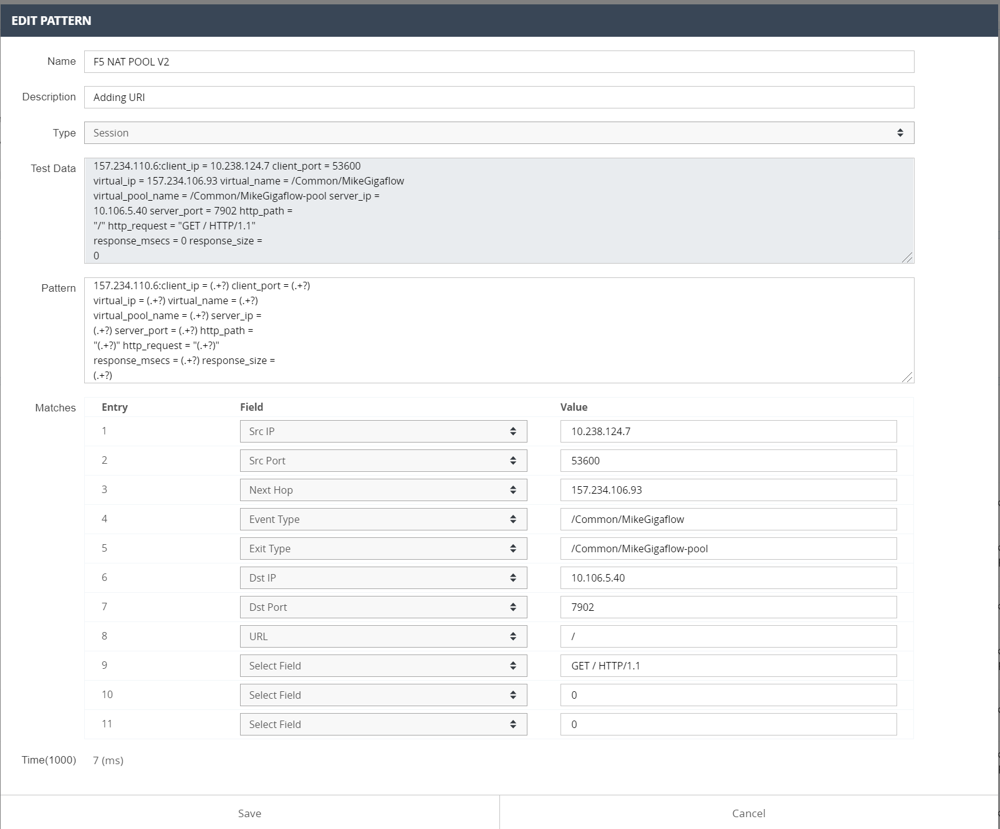 EDIT PATTERN
Name F5 NAT POOL V2
Description Adding URI
Type Session
Test Data 157.234.110.6:client_ip = 10.238.124.7 client_port = 53600
virtual_ip = 157.234.106.93 virtual_name = /Common/MikeGigaflow
virtual_pool_name = /Common/MikeGigaflow-pool server_ip =
10.106.5.40 server_port = 7902 http_path =
"/" http_request = "GET / HTTP/1.1"
response_msecs = 0 response_size =
0
Pattern 157.234.110.6:client_ip = (.+?) client_port = (.+?)
virtual_ip = (.+?) virtual_name = (.+?)
virtual_pool_name = (.+?) server_ip =
(.+?) server_port = (.+?) http_path =
"(.+?)" http_request = "(.+?)"
response_msecs = (.+?) response_size =
(.+?)
Matches Entry Field Value
1 Src IP 10.238.124.7
2 Src Port 53600
3 Next Hop 157.234.106.93
4 Event Type /Common/MikeGigaflow
5 Exit Type /Common/MikeGigaflow-pool
6 Dst IP 10.106.5.40
7 Dst Port 7902
8 URL /
9 Select Field GET / HTTP/1.1
10 Select Field 0
11 Select Field 0
Time(1000) 7 (ms)
Save Cancel